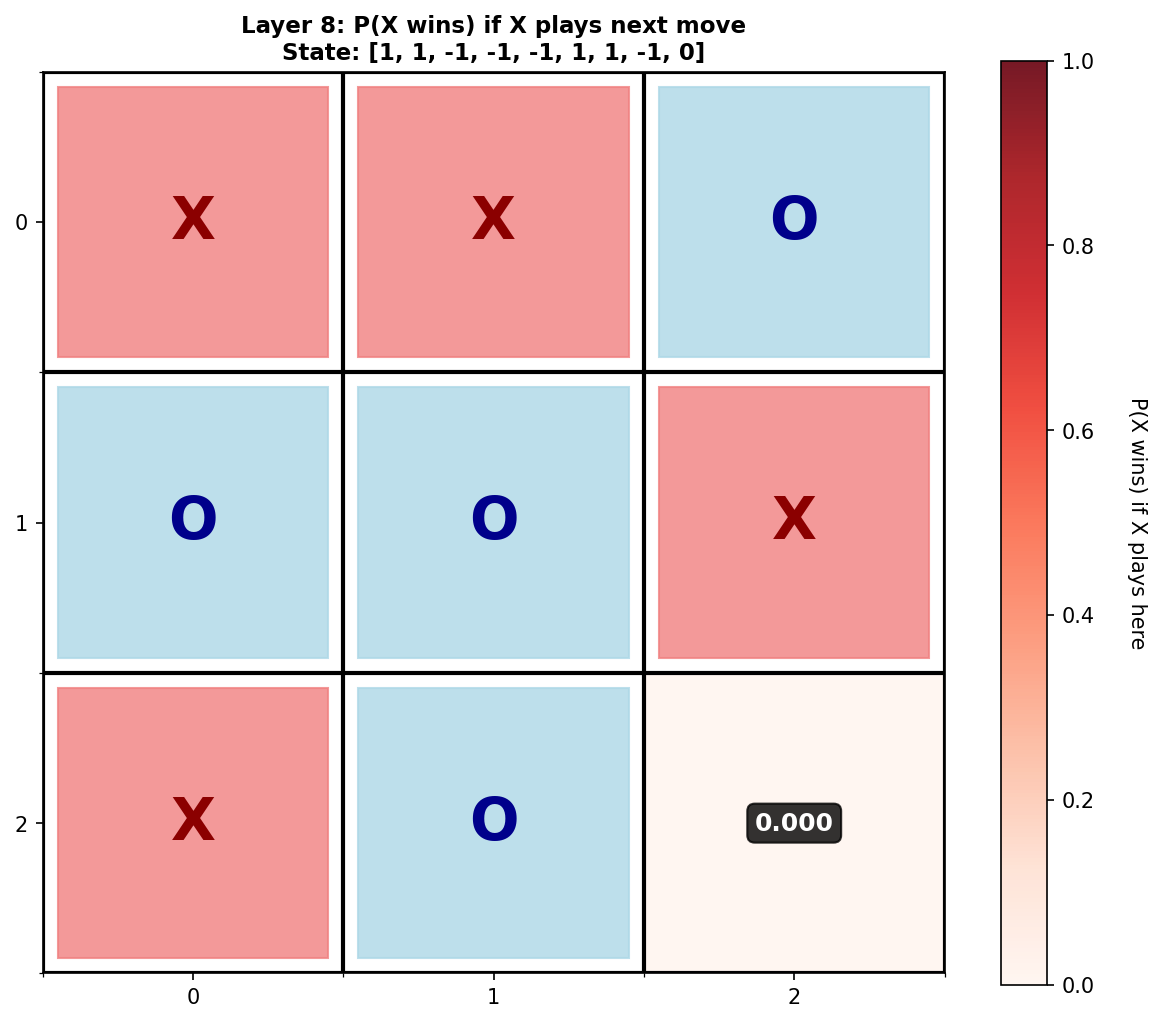 Layer 8: P(X wins) if X plays next move
State: [1, 1, -1, -1, -1, 1, 1, -1, 0]
X X O
O O X
X O 0.000
0
1
2
0 1 2
1.0
0.8
0.6
0.4
0.2
0.0
P(X wins) if X plays here